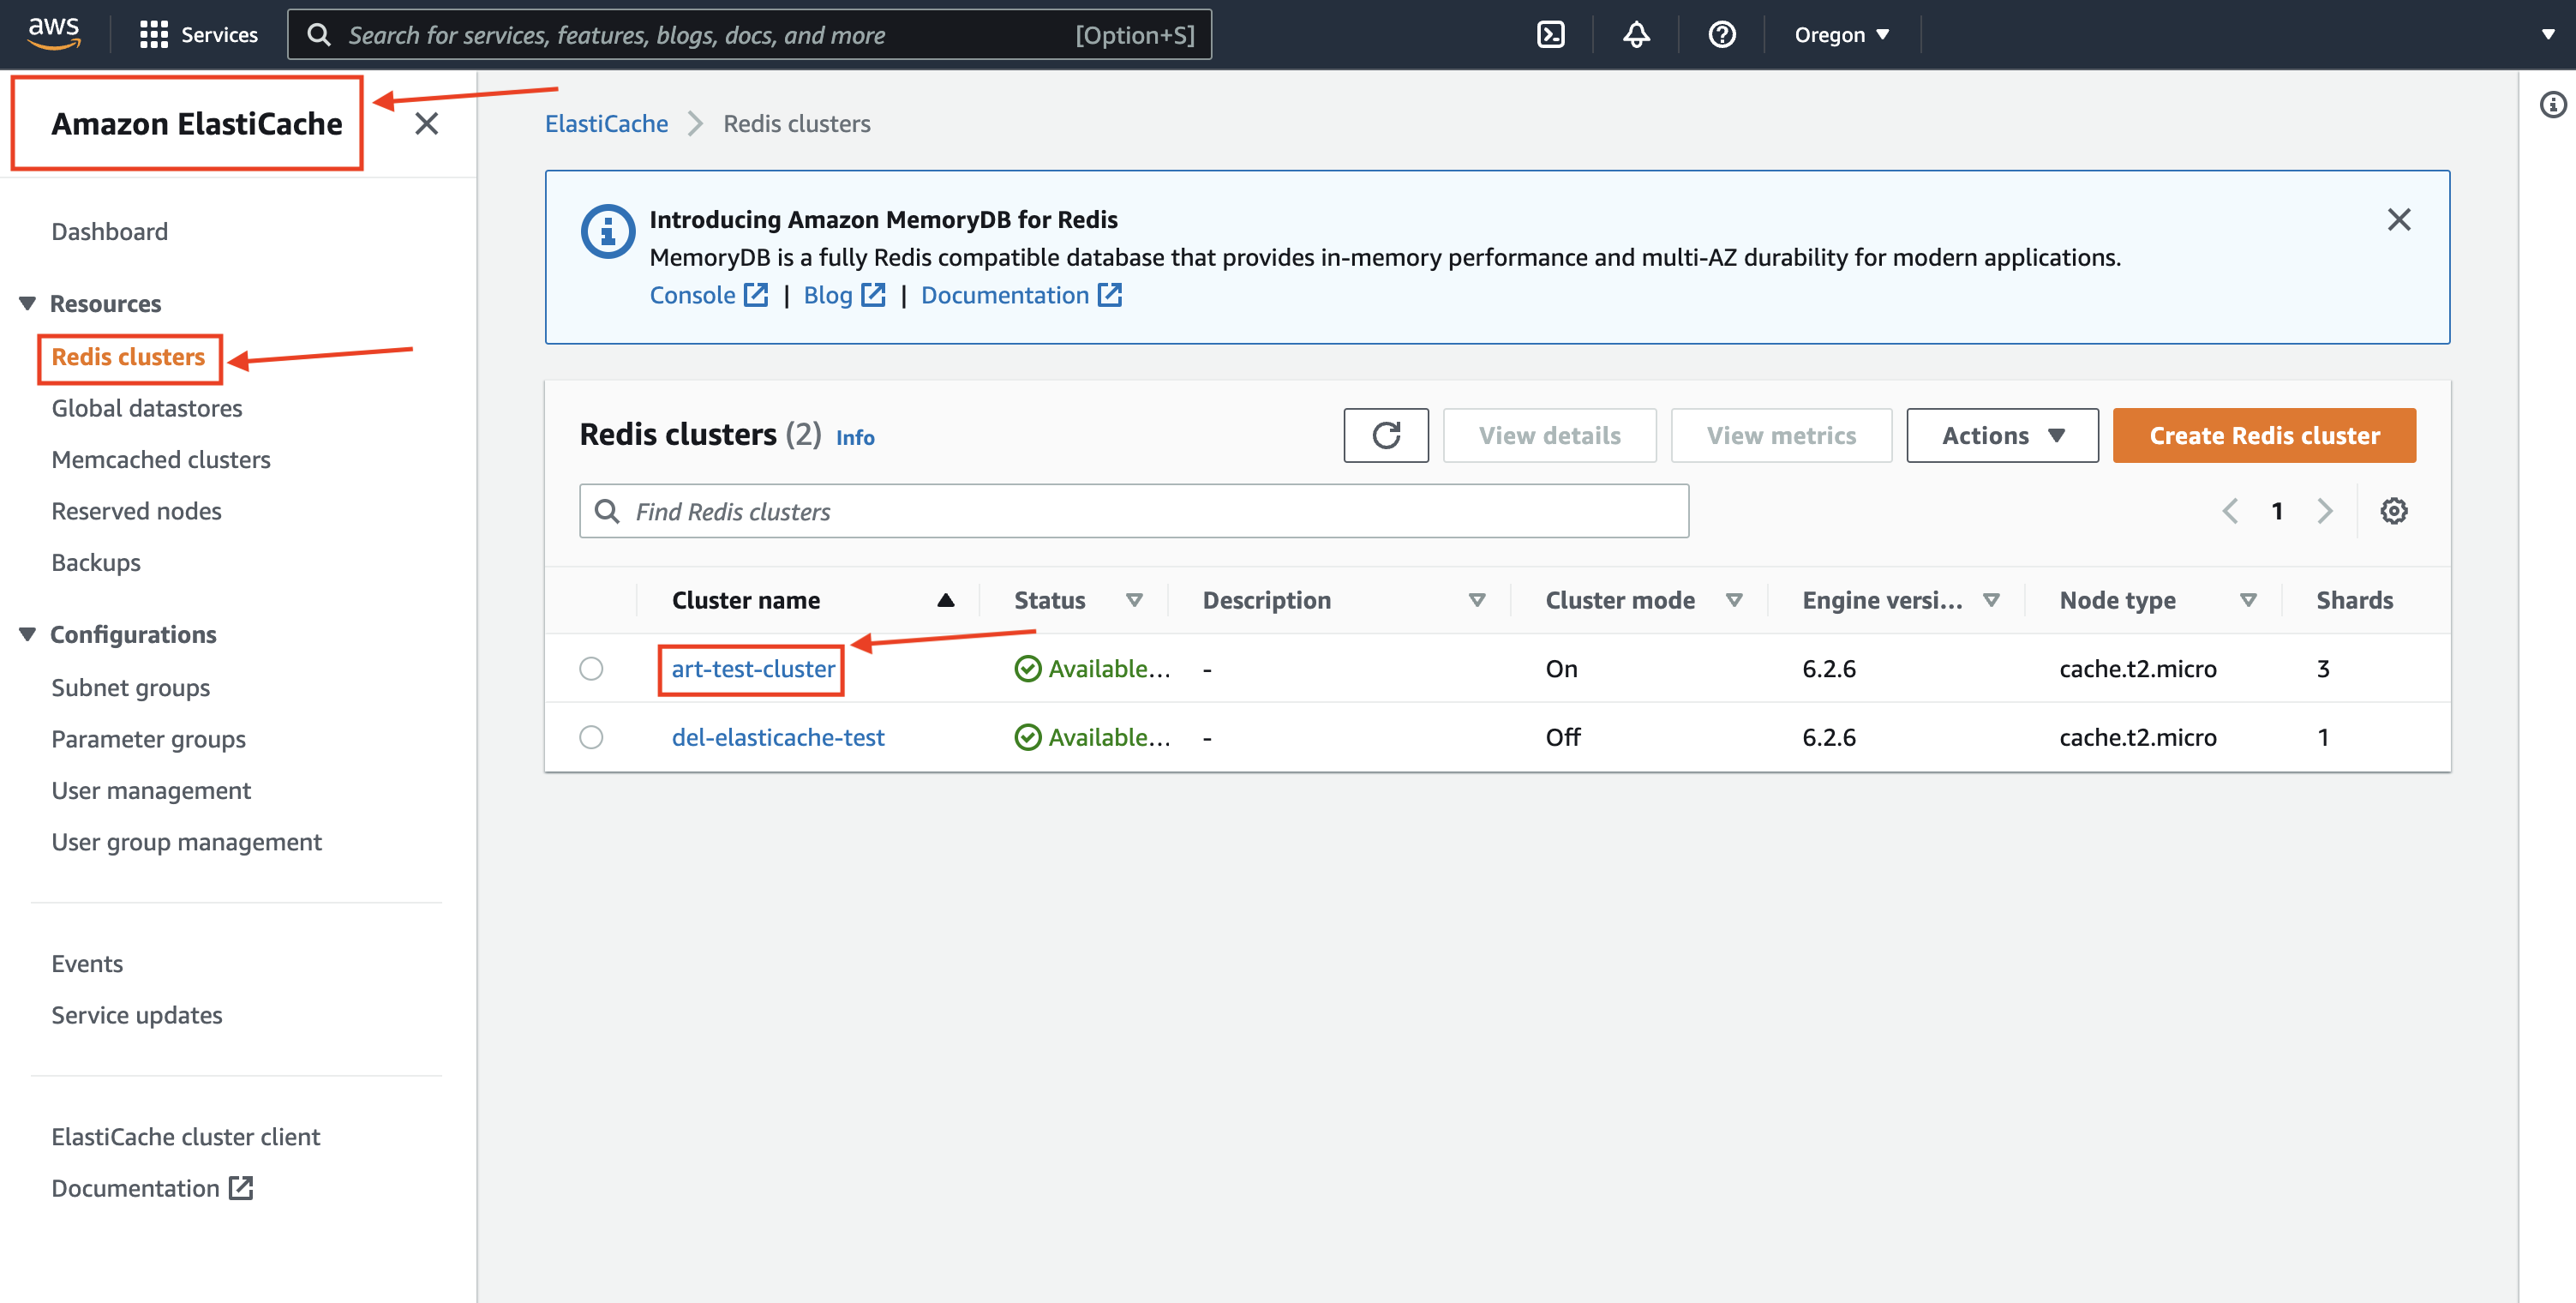 aws
Services
Search for services, features, blogs, docs, and more [Option+S]
Oregon
Amazon ElastiCache
Dashboard
Resources
Redis clusters
Global datastores
Memcached clusters
Reserved nodes
Backups
Configurations
Subnet groups
Parameter groups
User management
User group management
Events
Service updates
ElastiCache cluster client
Documentation
ElastiCache Redis clusters
Introducing Amazon MemoryDB for Redis
MemoryDB is a fully Redis compatible database that provides in-memory performance and multi-AZ durability for modern applications.
Console | Blog | Documentation
Redis clusters (2) Info View details View metrics Actions Create Redis cluster
Find Redis clusters 1
Cluster name Status Description Cluster mode Engine versi... Node type Shards
art-test-cluster Available... - On 6.2.6 cache.t2.micro 3
del-elasticache-test Available... - Off 6.2.6 cache.t2.micro 1